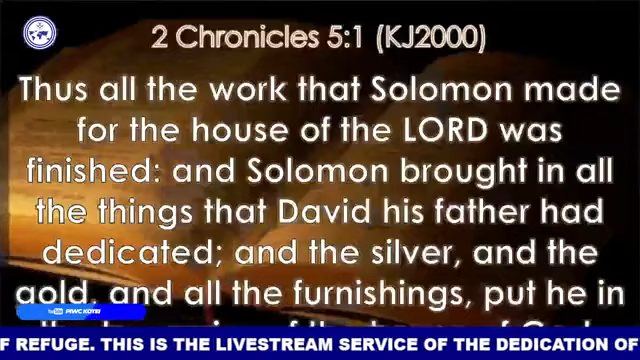 2 Chronicles 5:1 (KJ2000)
Thus all the work that Solomon made
for the house of the LORD was
finished: and Solomon brought in all
the things that David his father had
dedicated; and the silver, and the
gold, and all the furnishings, put he in
PIWC KOTEI
F REFUGE. THIS IS THE LIVESTREAM SERVICE OF THE DEDICATION OF